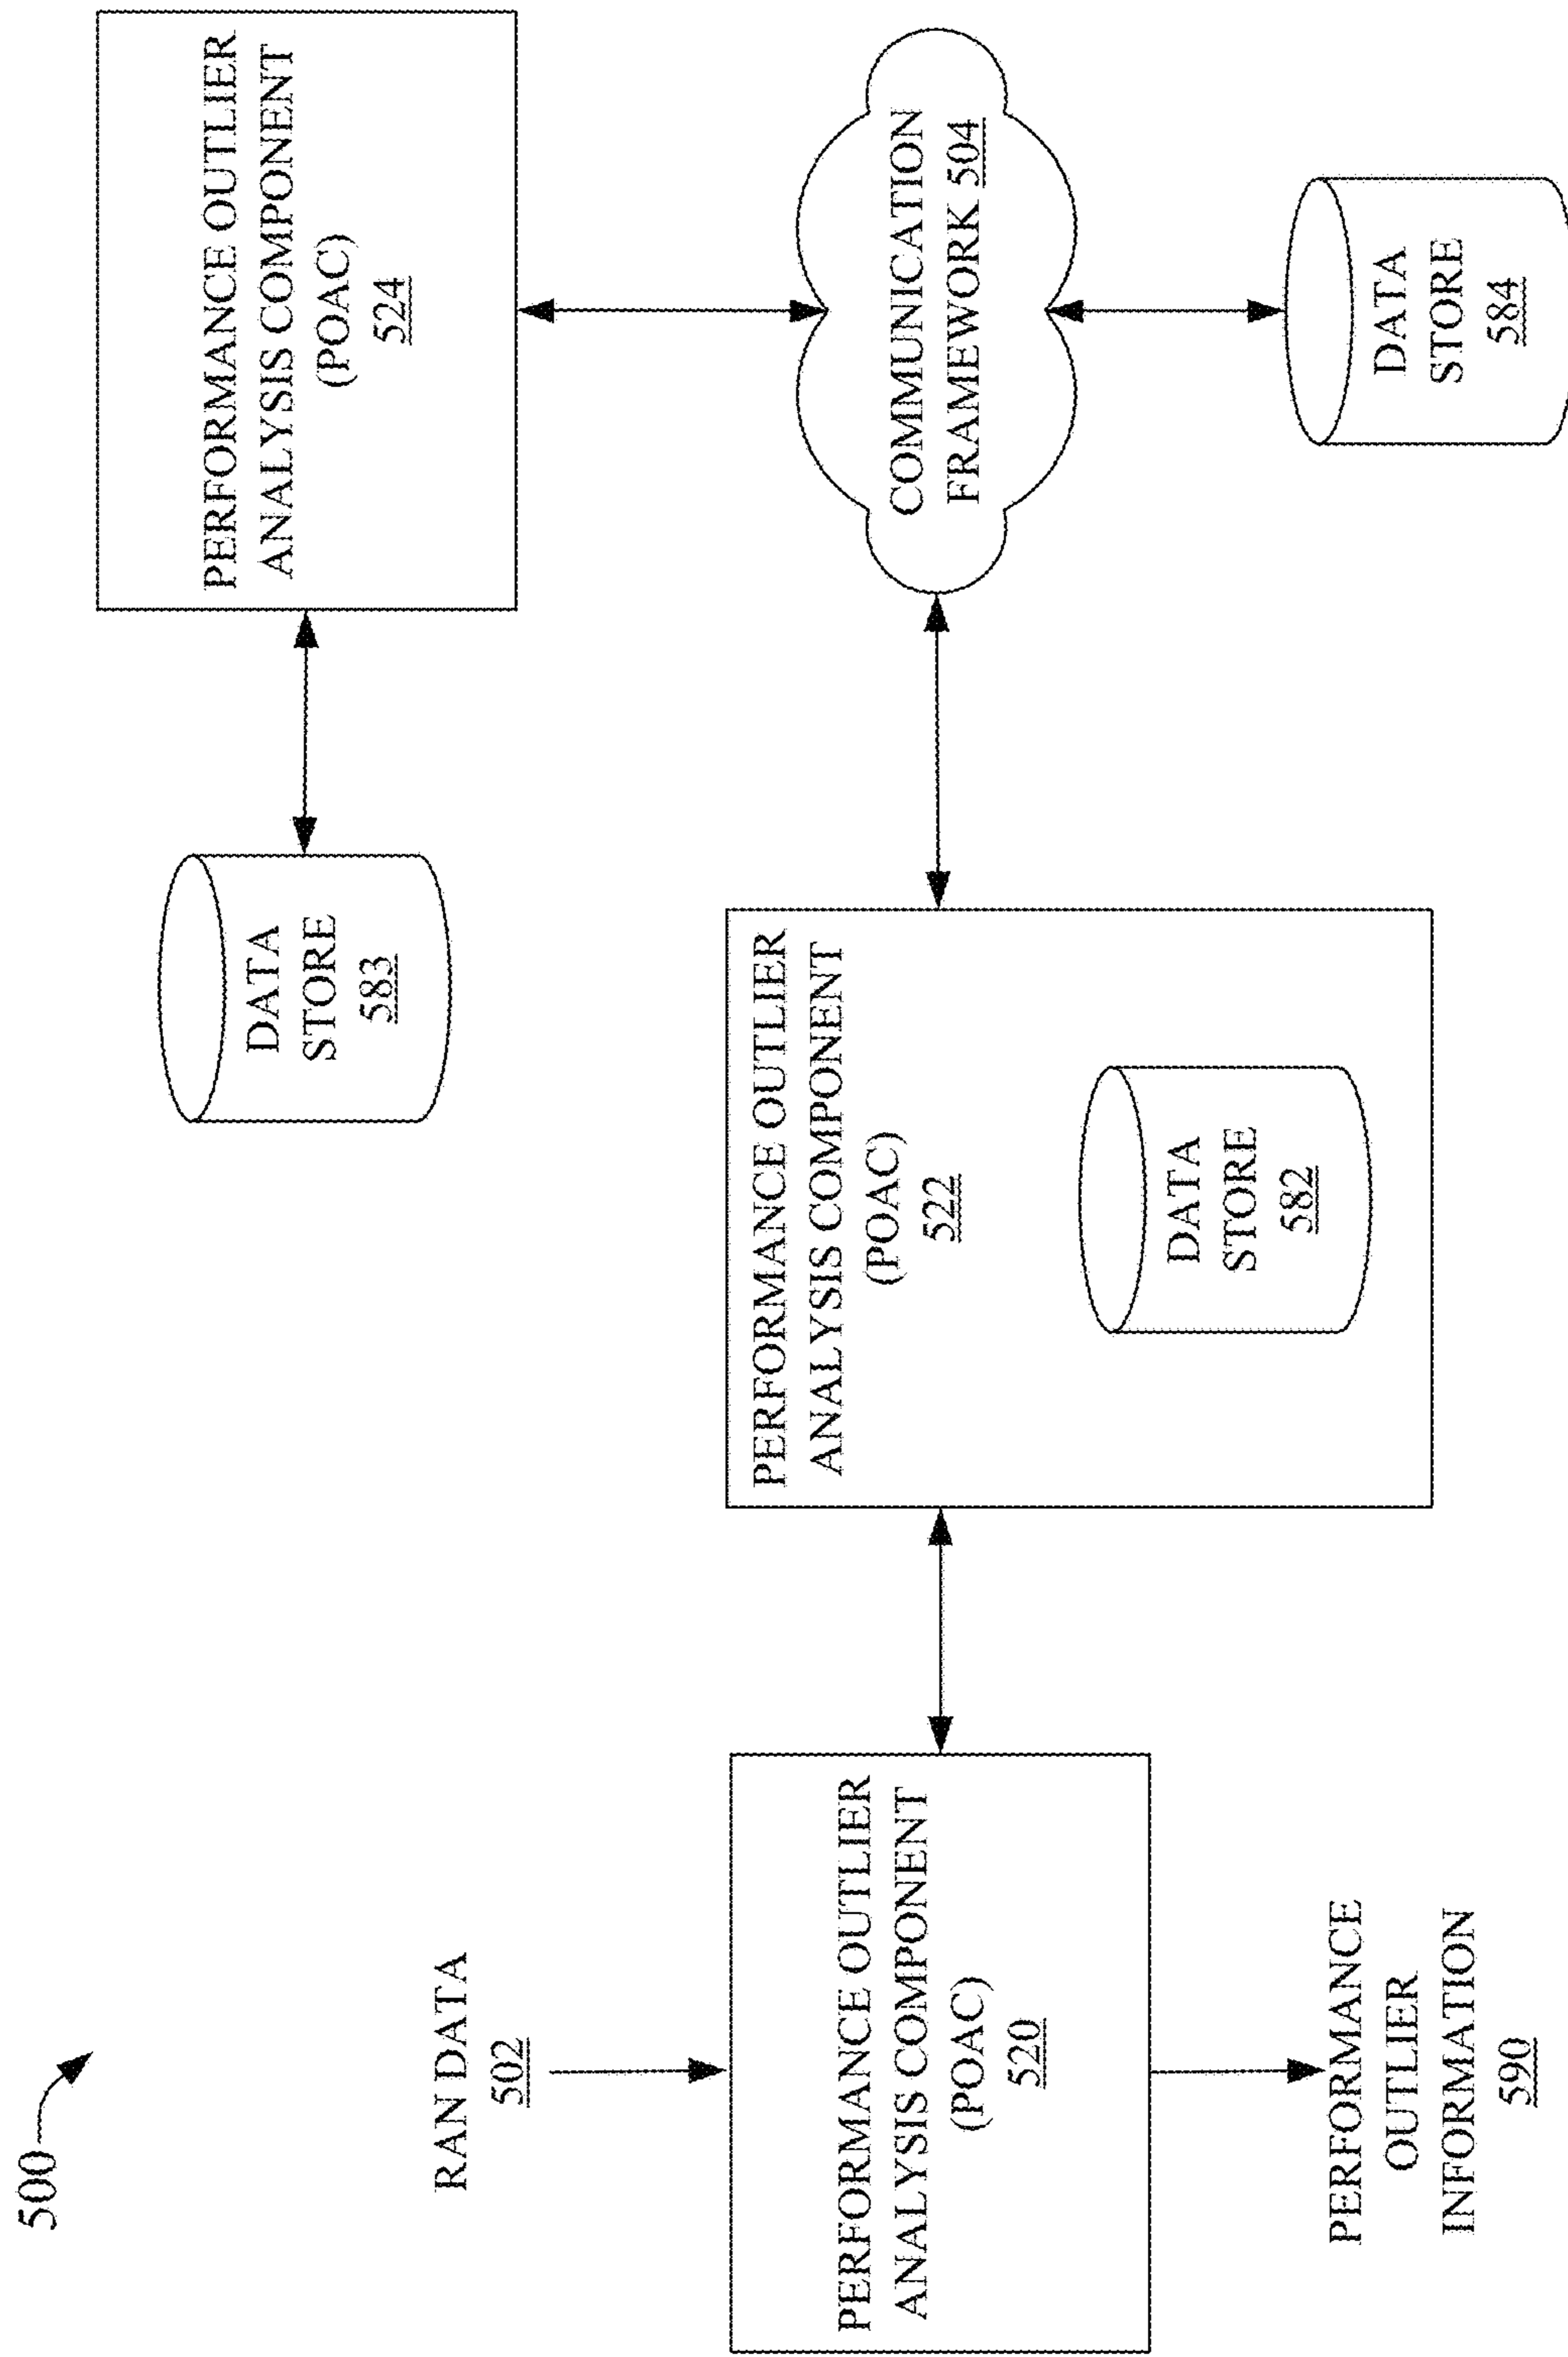 500
RAN DATA
502
PERFORMANCE OUTLIER
ANALYSIS COMPONENT
(POAC)
520
PERFORMANCE
OUTLIER
INFORMATION
590
PERFORMANCE OUTLIER
ANALYSIS COMPONENT
(POAC)
522
DATA
STORE
582
DATA
STORE
583
PERFORMANCE OUTLIER
ANALYSIS COMPONENT
(POAC)
524
COMMUNICATION
FRAMEWORK 504
DATA
STORE
584